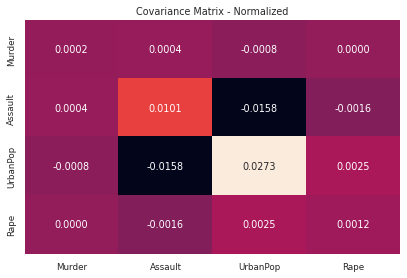 Covariance Matrix - Normalized
Murder 0.0002 0.0004 -0.0008 0.0000
Assault 0.0004 0.0101 -0.0158 -0.0016
UrbanPop -0.0008 -0.0158 0.0273 0.0025
Rape 0.0000 -0.0016 0.0025 0.0012
Murder Assault UrbanPop Rape